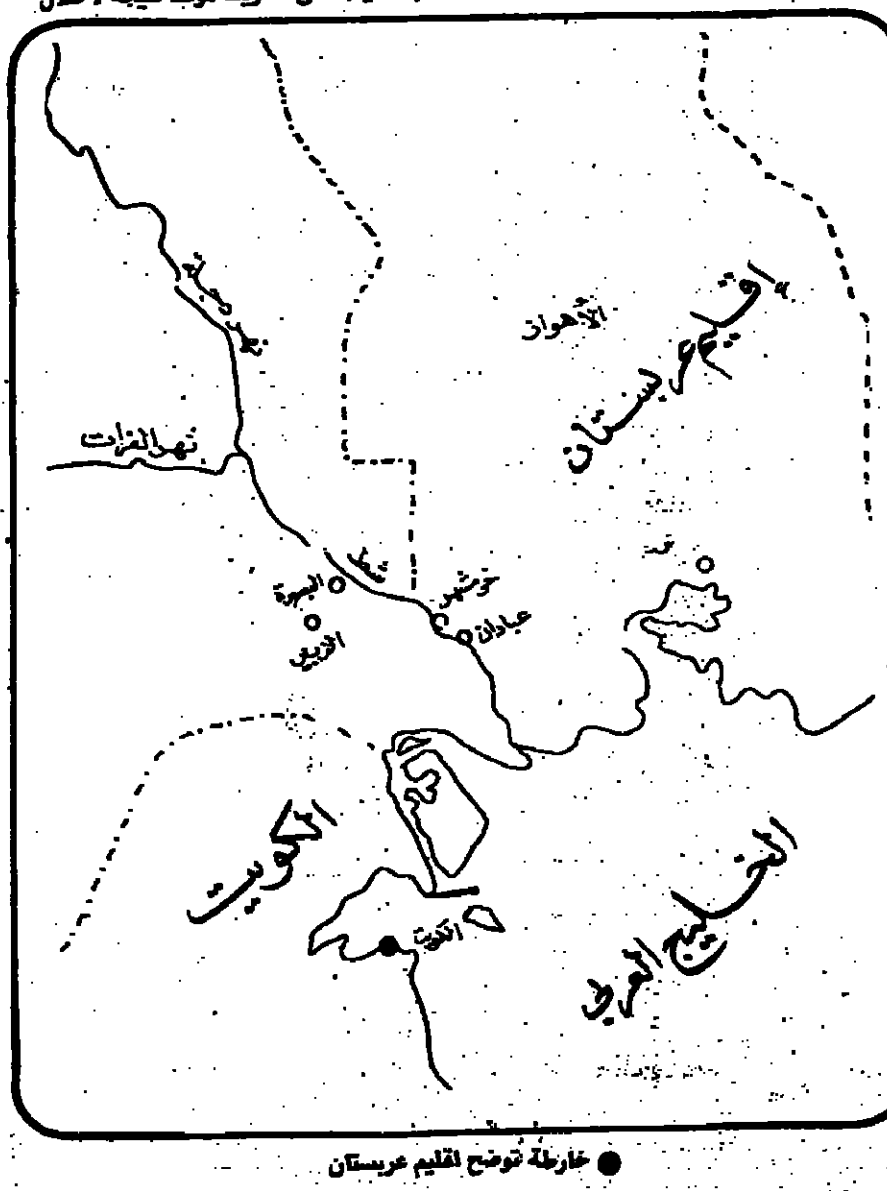 نهر دجلة
نهر الفرات
الأهواز
إقليم عربستان
شط
البصرة
الزبير
خرمشهر
عبادان
الكويت
الكويت
الخليج العربي
● خارطة توضح اقليم عربستان